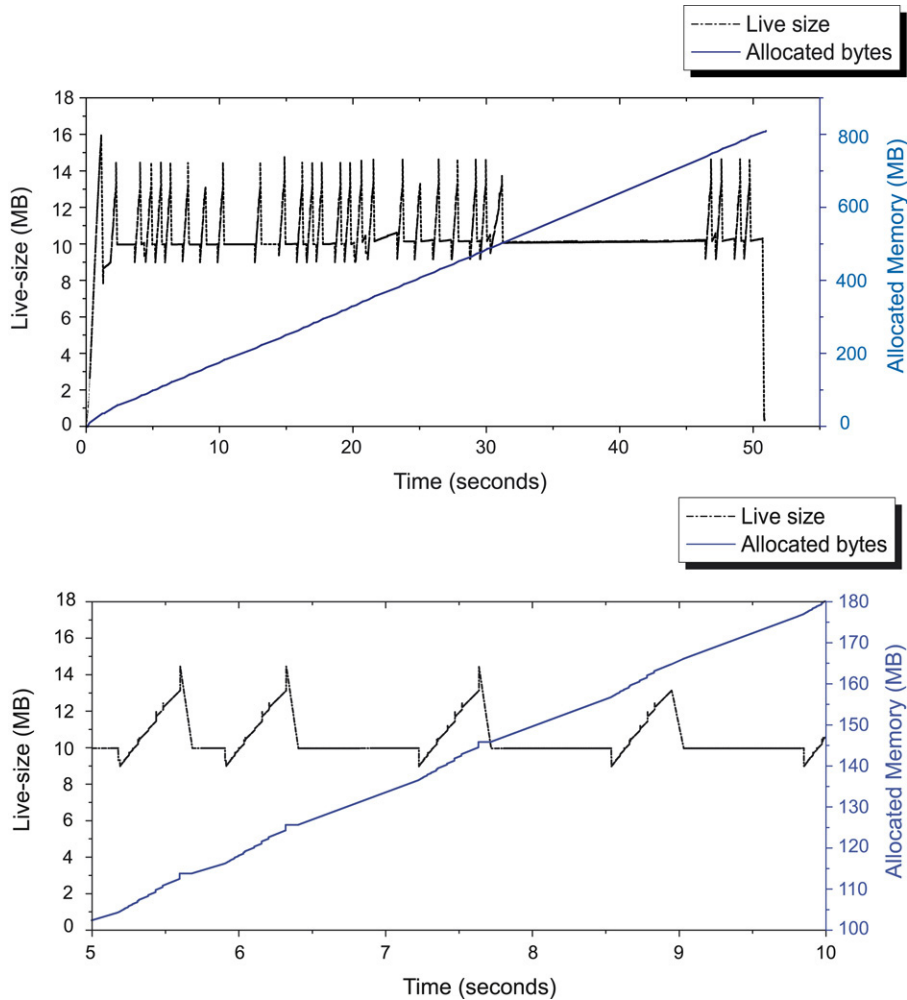 Live size
Allocated bytes
18
16
14
12
10
8
6
4
2
0
Live-size (MB)
800
600
400
200
0
Allocated Memory (MB)
0 10 20 30 40 50
Time (seconds)
Live size
Allocated bytes
18
16
14
12
10
8
6
4
2
0
Live-size (MB)
180
170
160
150
140
130
120
110
100
Allocated Memory (MB)
5 6 7 8 9 10
Time (seconds)